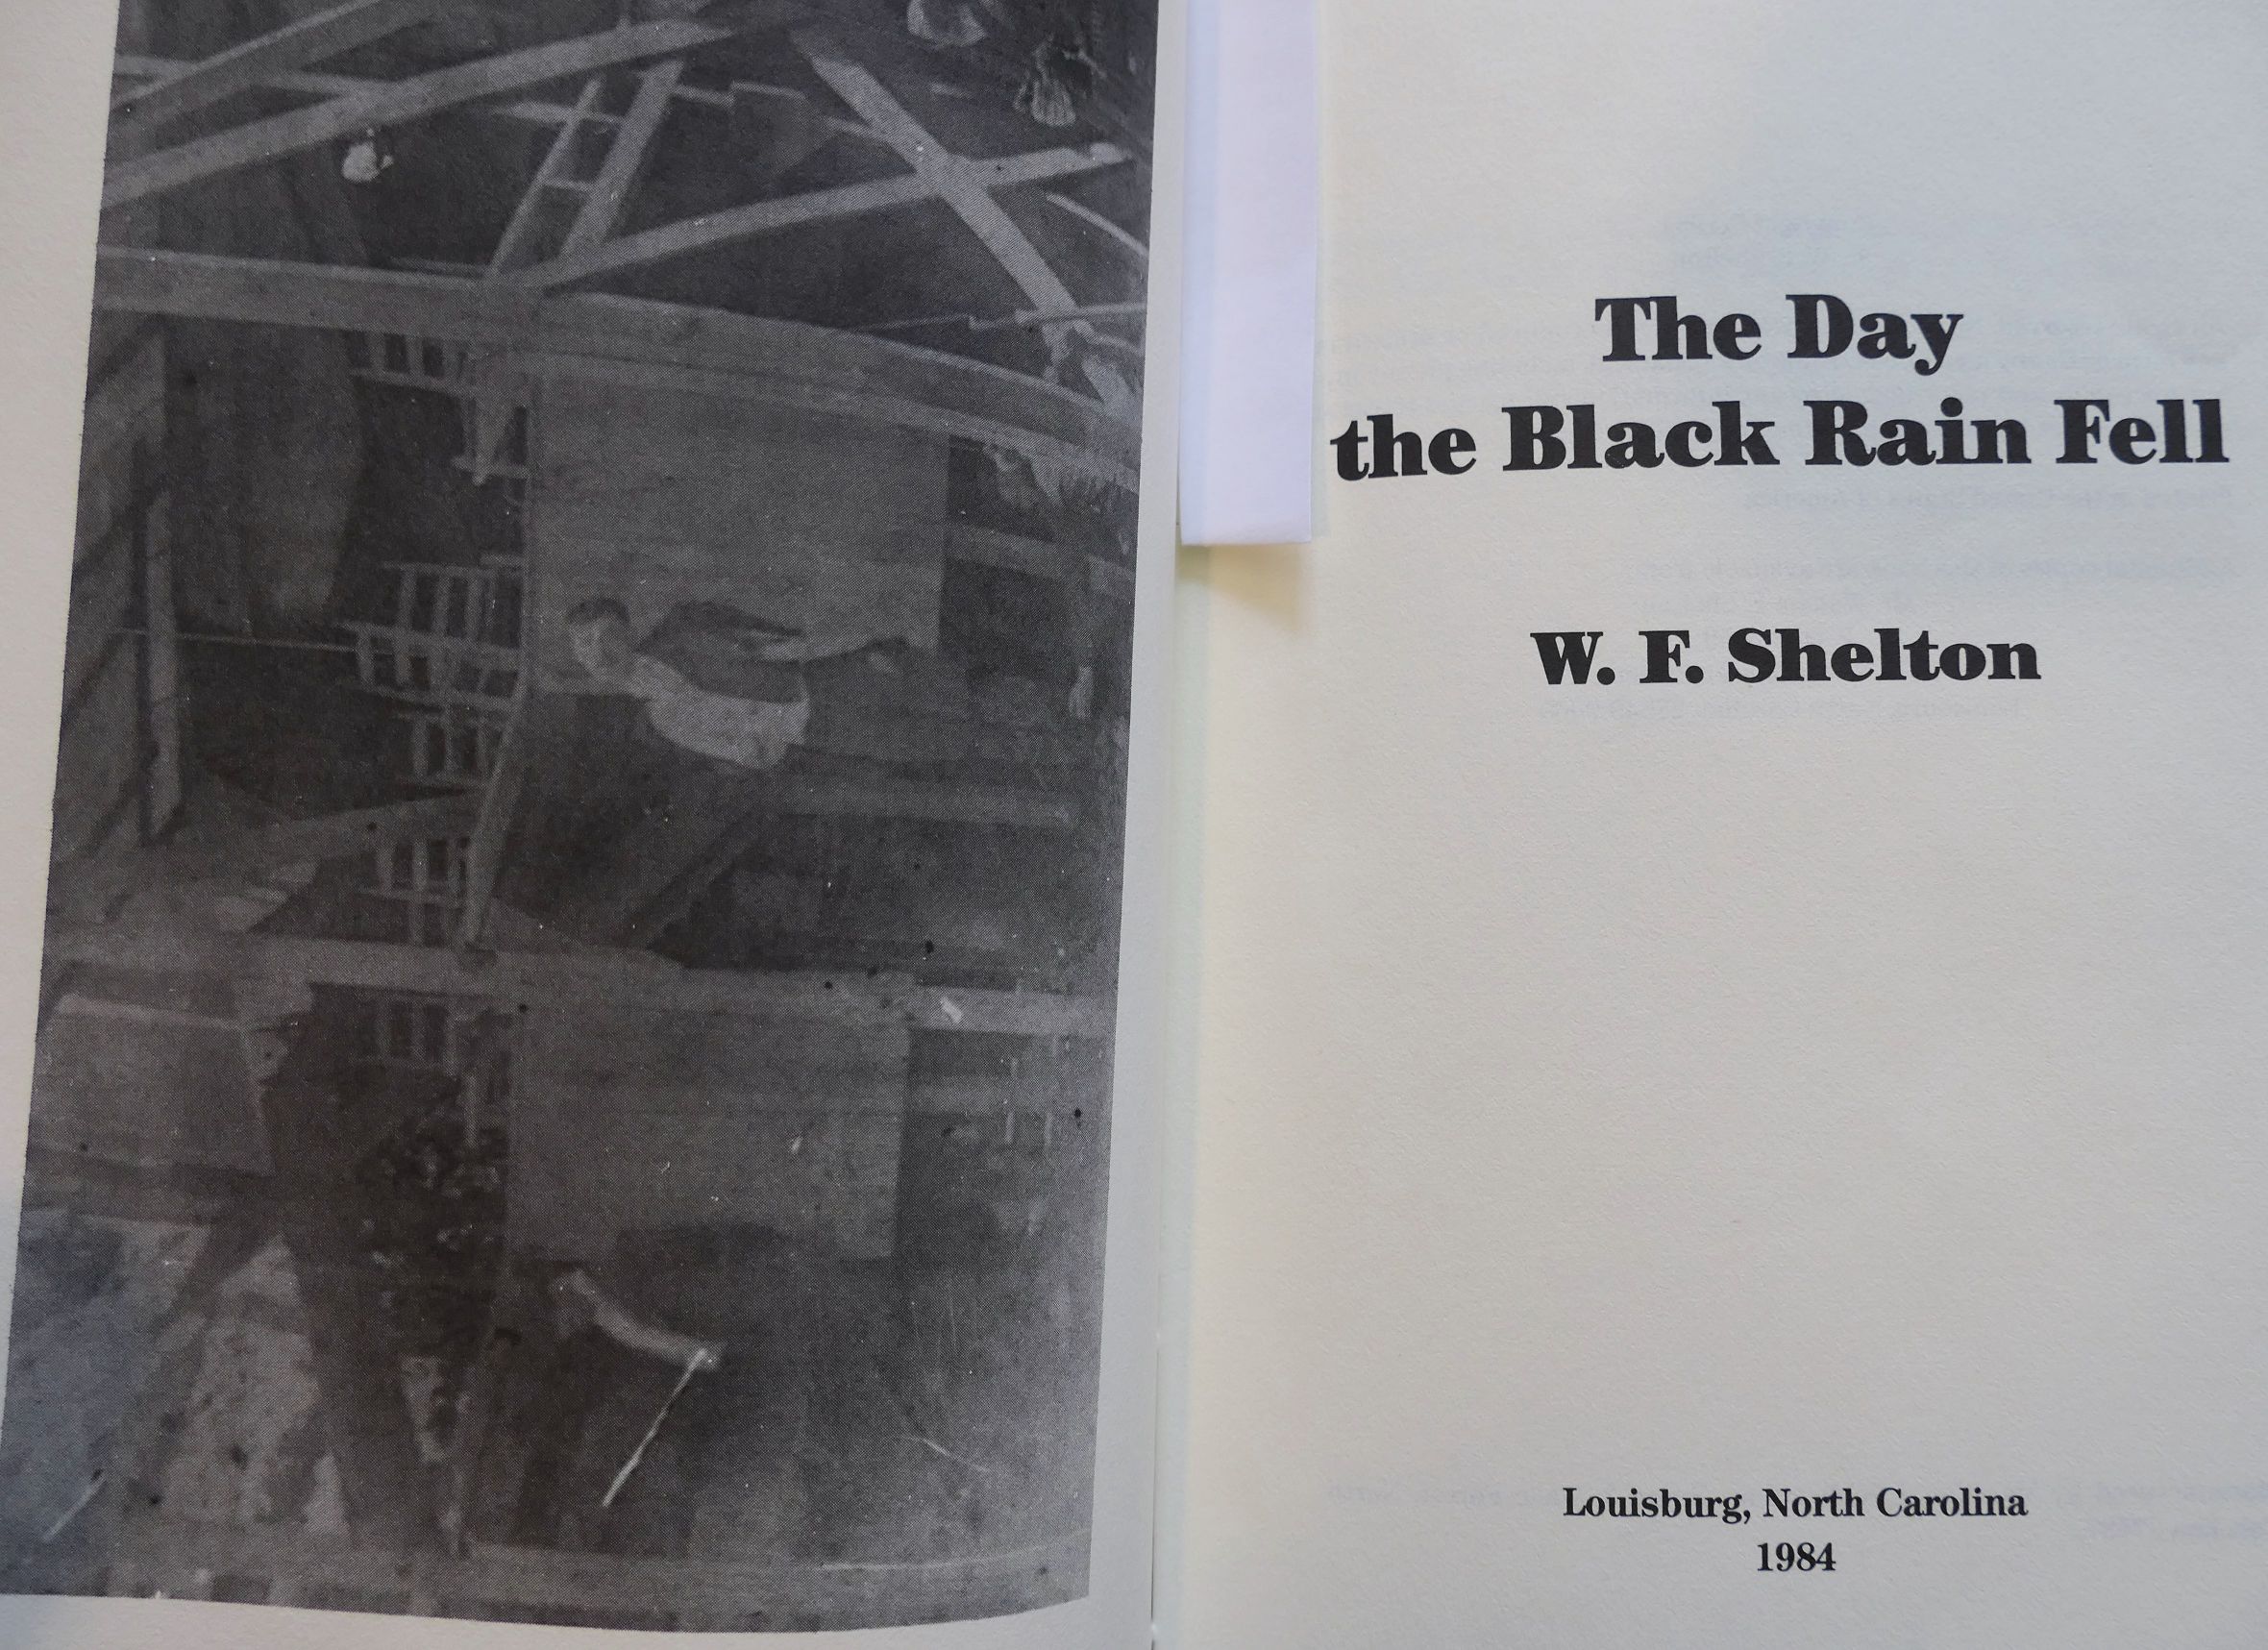 The Day
the Black Rain Fell
W. F. Shelton
Louisburg, North Carolina
1984